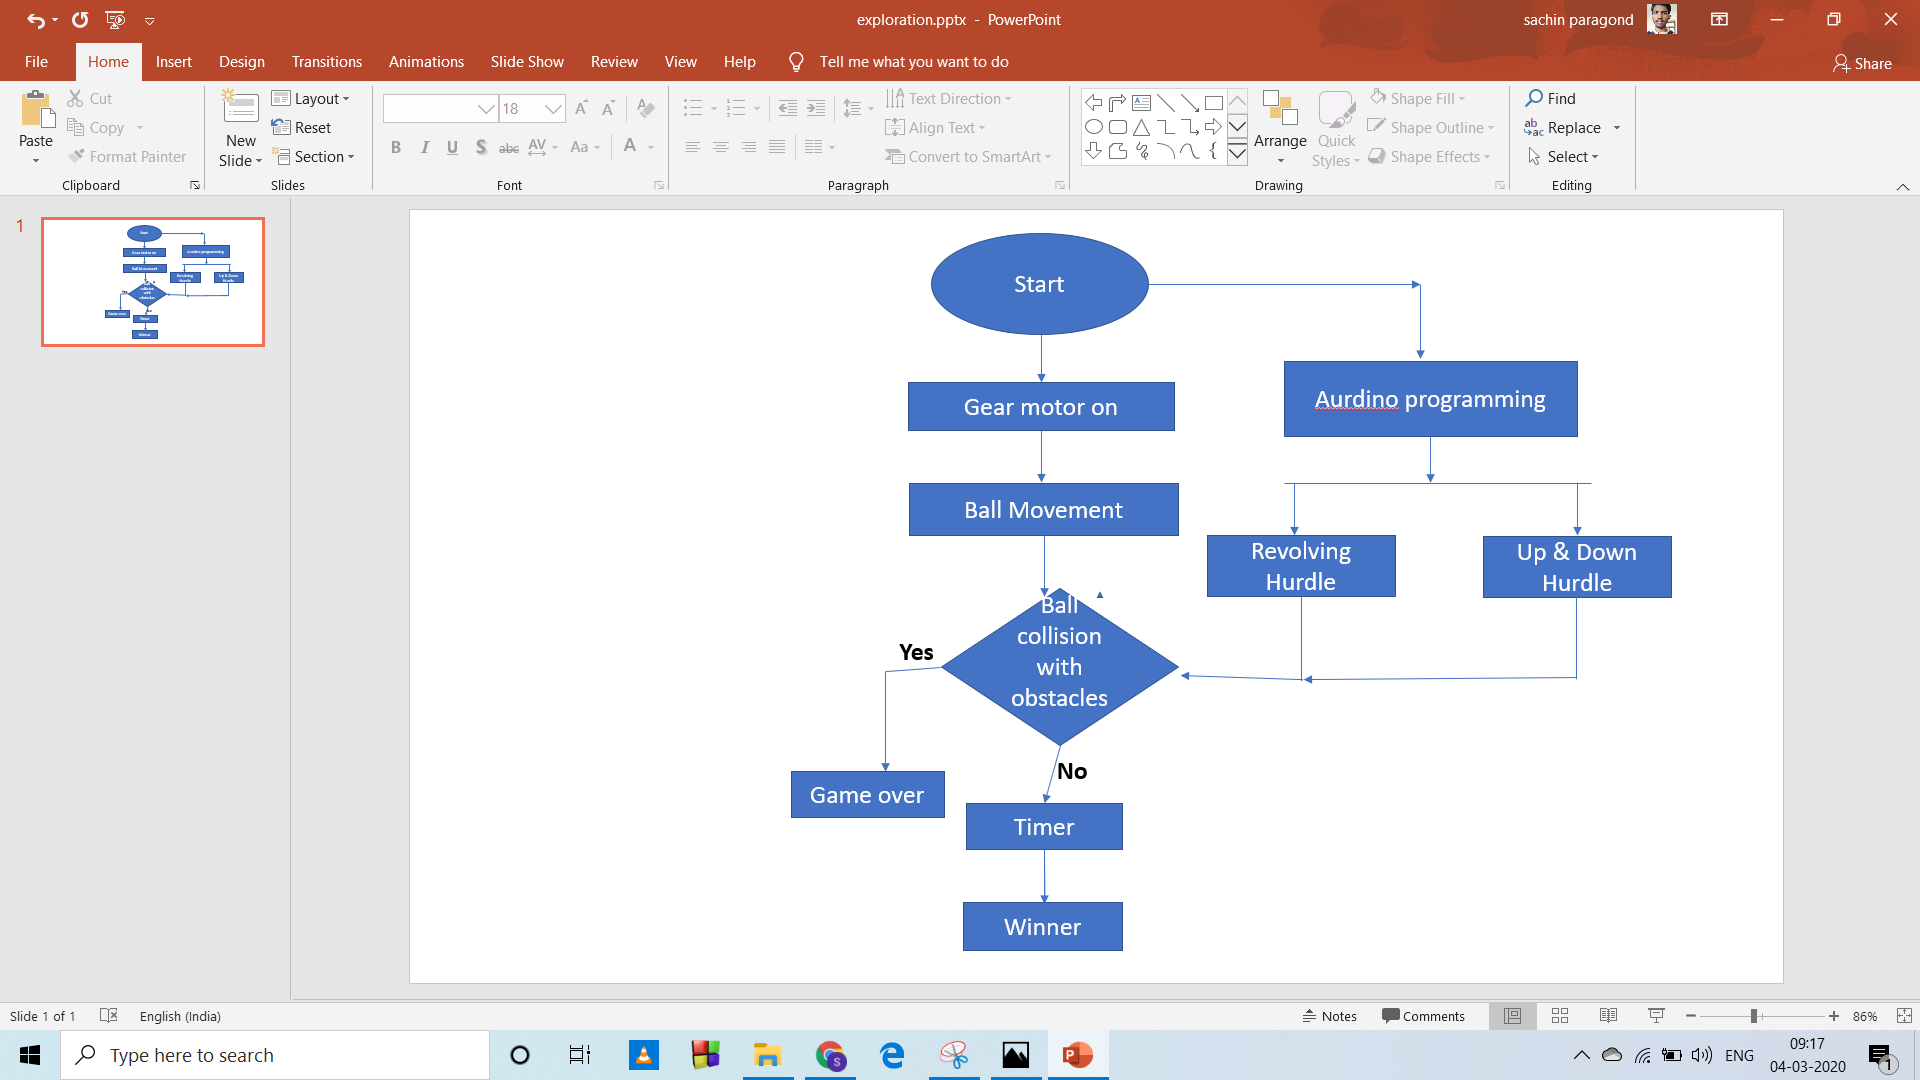 exploration.pptx - PowerPoint
sachin paragond
File Home Insert Design Transitions Animations Slide Show Review View Help Tell me what you want to do
Share
Paste
Cut
Copy
Format Painter
Clipboard
New
Slide
Layout
Reset
Section
Slides
18
B I U S abc AV Aa A
Font
Text Direction
Align Text
Convert to SmartArt
Paragraph
Arrange
Quick
Styles
Shape Fill
Shape Outline
Shape Effects
Drawing
Find
Replace
Select
Editing
1
Start
Gear motor on
Aurdino programming
Ball Movement
Revolving
Hurdle
Up & Down
Hurdle
Ball
collision
with
obstacles
Yes
No
Game over
Timer
Winner
Slide 1 of 1
English (India)
Notes
Comments
86%
Type here to search
ENG
09:17
04-03-2020
1